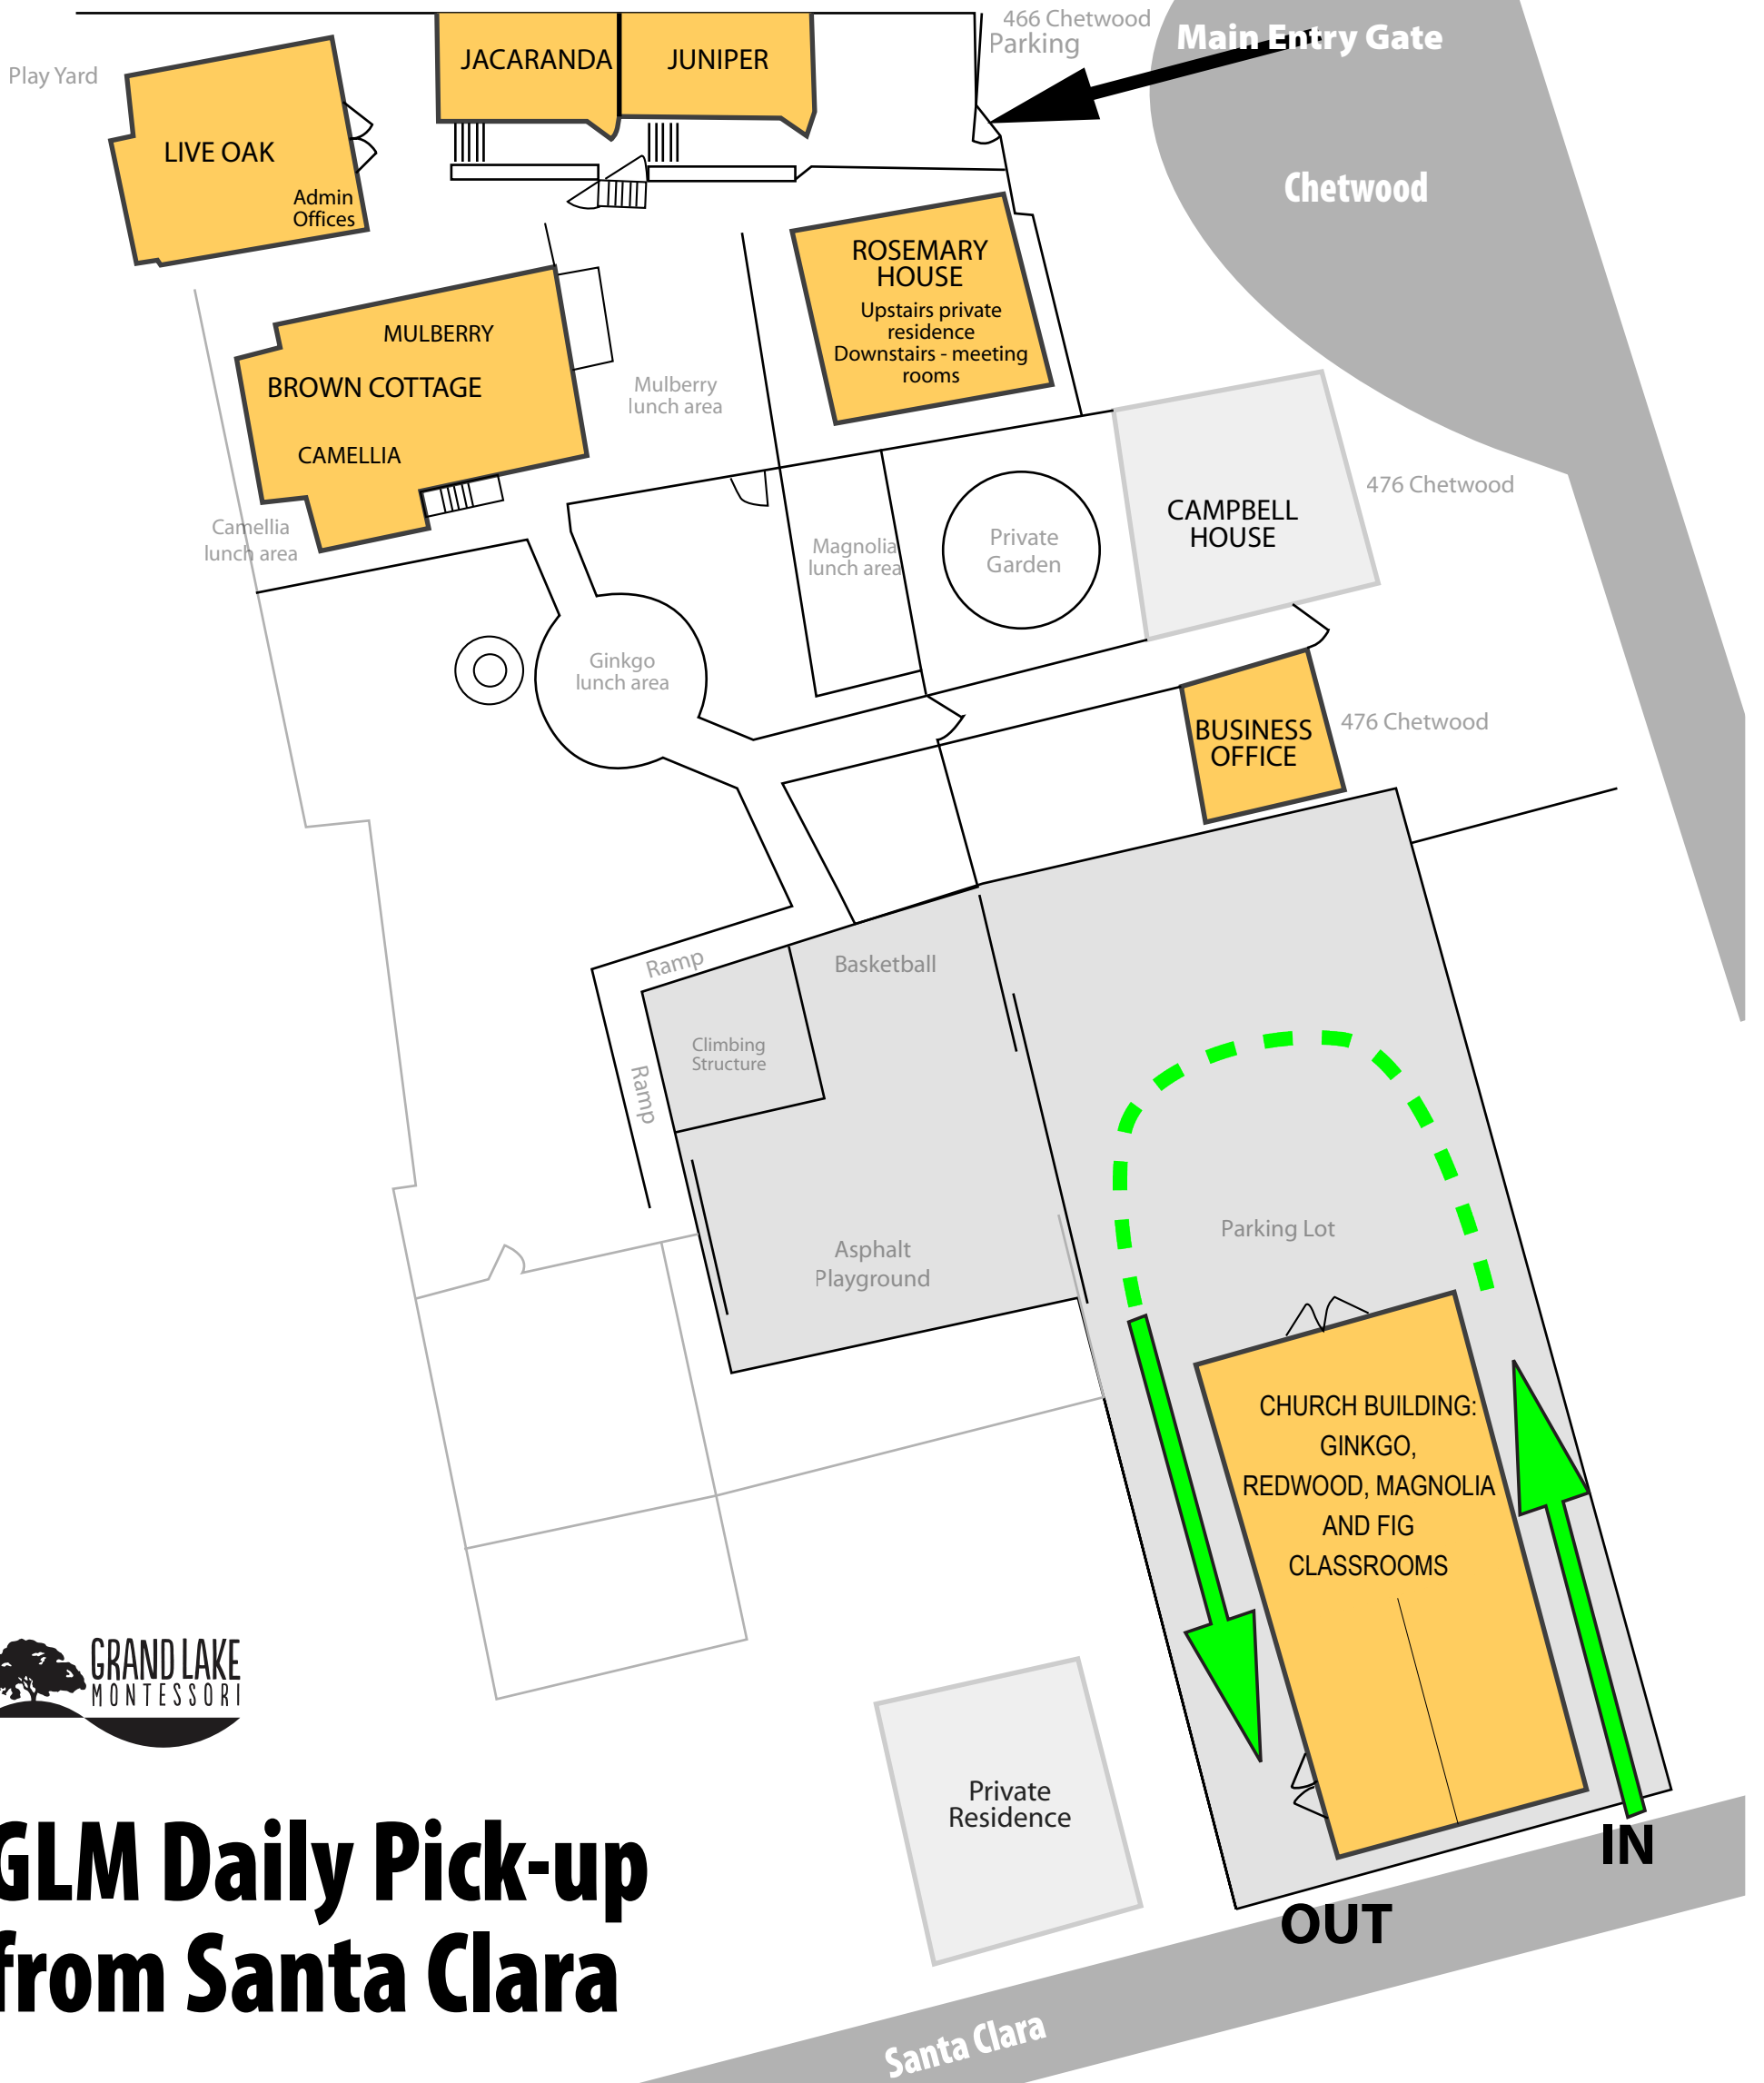 466 Chetwood
Parking
Main Entry Gate
Play Yard
JACARANDA
JUNIPER
LIVE OAK
Admin
Offices
Chetwood
ROSEMARY
HOUSE
Upstairs private
residence
Downstairs - meeting
rooms
MULBERRY
BROWN COTTAGE
CAMELLIA
Mulberry
lunch area
Camellia
lunch area
Magnolia
lunch area
Private
Garden
CAMPBELL
HOUSE
476 Chetwood
Ginkgo
lunch area
BUSINESS
OFFICE
476 Chetwood
Ramp
Basketball
Climbing
Structure
Ramp
Asphalt
Playground
Parking Lot
CHURCH BUILDING:
GINKGO,
REDWOOD, MAGNOLIA
AND FIG
CLASSROOMS
GRAND LAKE
MONTESSORI
Private
Residence
IN
OUT
GLM Daily Pick-up
from Santa Clara
Santa Clara